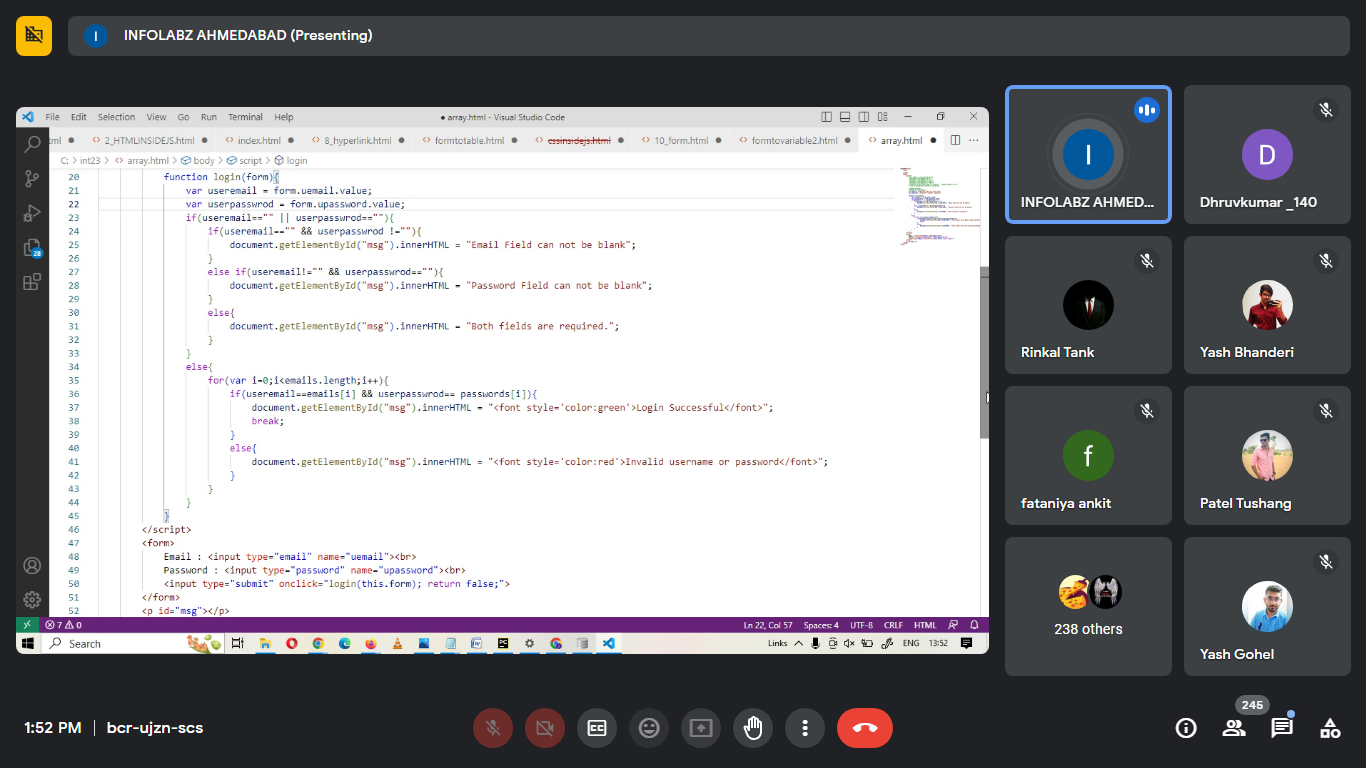 I INFOLABZ AHMEDABAD (Presenting)
File Edit Selection View Go Run Terminal Help
● array.html - Visual Studio Code
ml ● <> 2_HTMLINSIDEJS.html ● <> index.html ● <> 8_hyperlink.html ● <> formtotable.html ● <> cssinsidejs.html ● <> 10_form.html ● <> formtovariable2.html ● <> array.html ●
C: > int23 > <> array.html > body > script > login
20 function login(form){
21 var useremail = form.uemail.value;
22 var userpasswrod = form.upassword.value;
23 if(useremail=="" || userpasswrod==""){
24 if(useremail=="" && userpasswrod !=""){
25 document.getElementById("msg").innerHTML = "Email Field can not be blank";
26 }
27 else if(useremail!="" && userpasswrod==""){
28 document.getElementById("msg").innerHTML = "Password Field can not be blank";
29 }
30 else{
31 document.getElementById("msg").innerHTML = "Both fields are required.";
32 }
33 }
34 else{
35 for(var i=0;i<emails.length;i++){
36 if(useremail==emails[i] && userpasswrod== passwords[i]){
37 document.getElementById("msg").innerHTML = "<font style='color:green'>Login Successful</font>";
38 break;
39 }
40 else{
41 document.getElementById("msg").innerHTML = "<font style='color:red'>Invalid username or password</font>";
42 }
43 }
44 }
45 }
46 </script>
47 <form>
48 Email : <input type="email" name="uemail"><br>
49 Password : <input type="password" name="upassword"><br>
50 <input type="submit" onclick="login(this.form); return false;">
51 </form>
52 <p id="msg"></p>
28
7 0
Ln 22, Col 57 Spaces: 4 UTF-8 CRLF HTML
Search
Links ENG 13:52
I
INFOLABZ AHMED...
D
Dhruvkumar _140
Rinkal Tank
Yash Bhanderi
f
fataniya ankit
Patel Tushang
238 others
Yash Gohel
1:52 PM | bcr-ujzn-scs
245